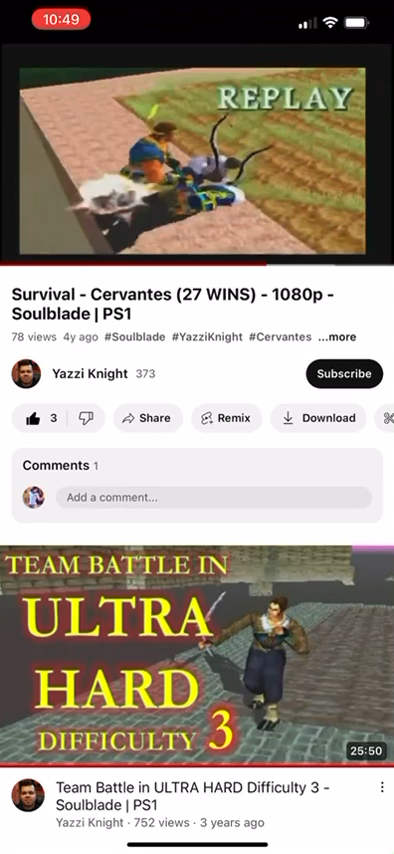 10:49
REPLAY
Survival - Cervantes (27 WINS) - 1080p -
Soulblade | PS1
78 views 4y ago #Soulblade #YazziKnight #Cervantes ...more
Yazzi Knight 373
Subscribe
3
Share
Remix
Download
Comments 1
Add a comment...
TEAM BATTLE IN
ULTRA
HARD
DIFFICULTY 3
25:50
Team Battle in ULTRA HARD Difficulty 3 -
Soulblade | PS1
Yazzi Knight · 752 views · 3 years ago